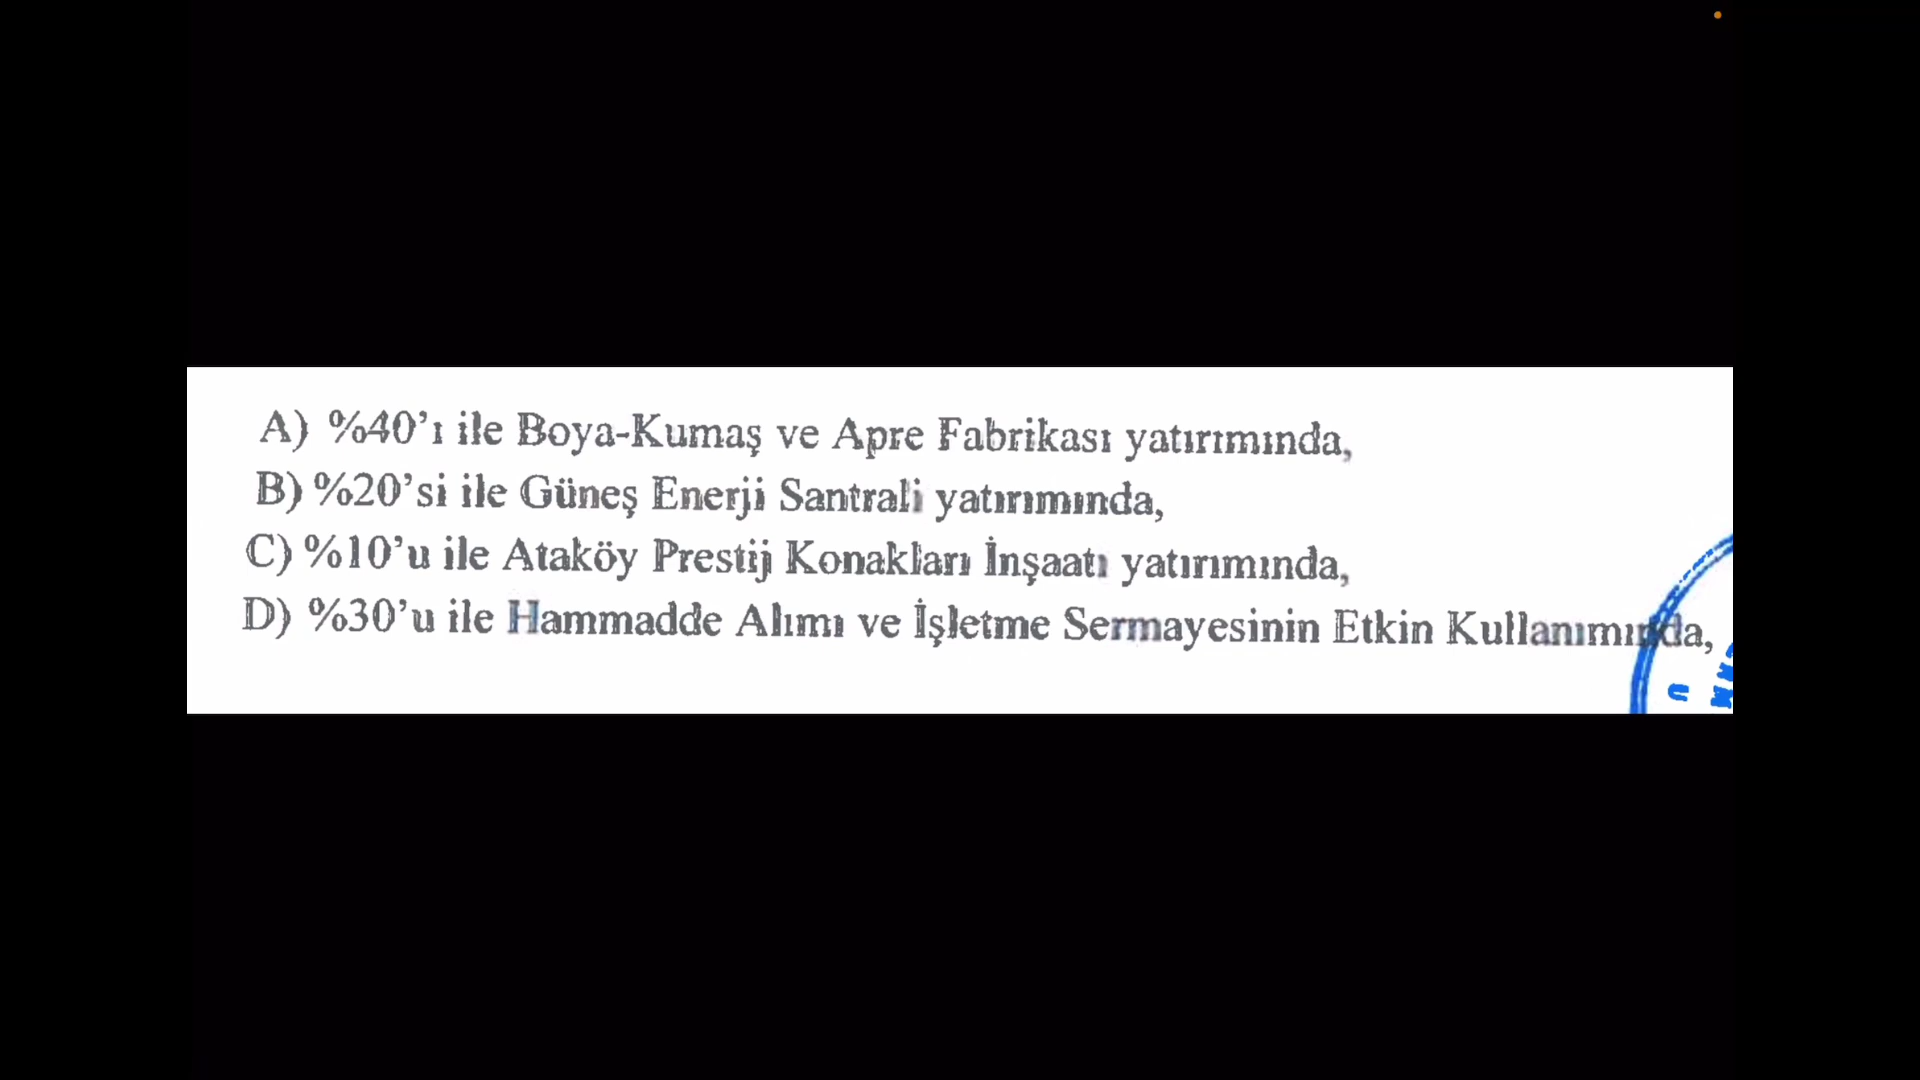 A) %40’ı ile Boya-Kumaş ve Apre Fabrikası yatırımında,
B) %20’si ile Güneş Enerji Santrali yatırımında,
C) %10’u ile Ataköy Prestij Konakları İnşaatı yatırımında,
D) %30’u ile Hammadde Alımı ve İşletme Sermayesinin Etkin Kullanımında,